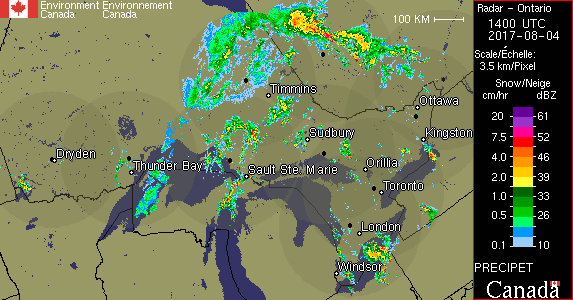 Environment Environnement
Canada Canada
100 KM
Timmins
Ottawa
Sudbury
Kingston
Dryden
Thunder Bay
Sault Ste. Marie
Orillia
Toronto
London
Windsor
Radar - Ontario
1400 UTC
2017-08-04
Scale/Échelle:
3.5 km/Pixel
Snow/Neige
cm/hr dBZ
20 61
7.5 52
4.0 46
2.0 39
1.0 33
0.5 26
0.1 10
PRECIPET
Canada